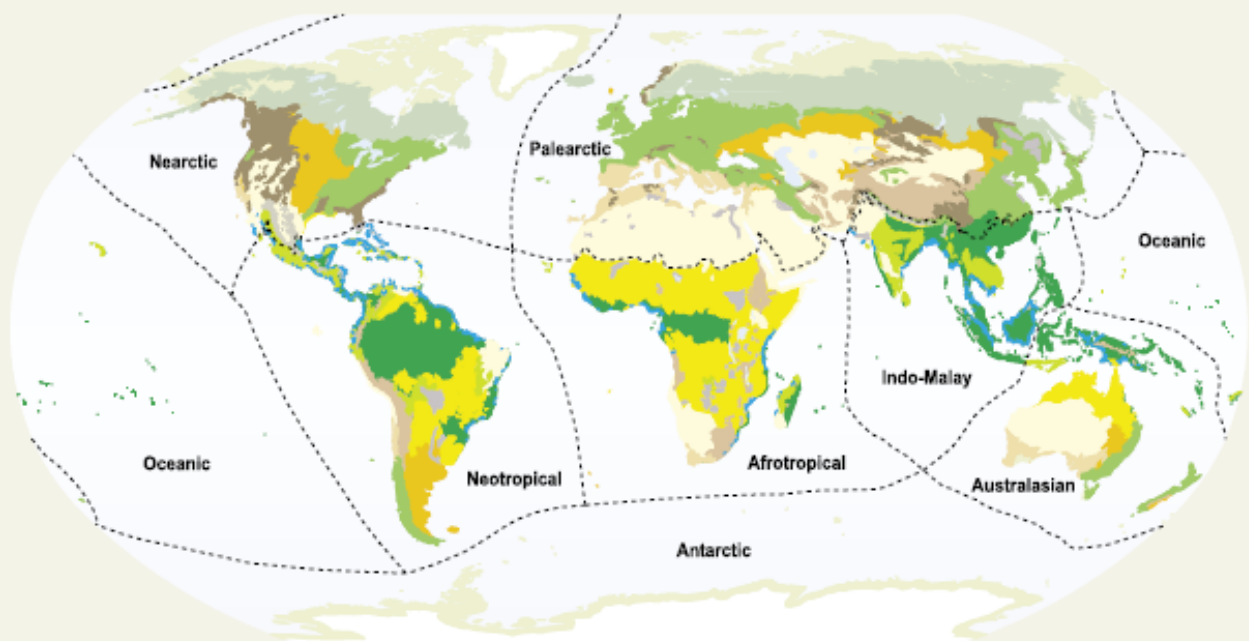 Nearctic
Palearctic
Oceanic
Indo-Malay
Oceanic
Neotropical
Afrotropical
Australasian
Antarctic